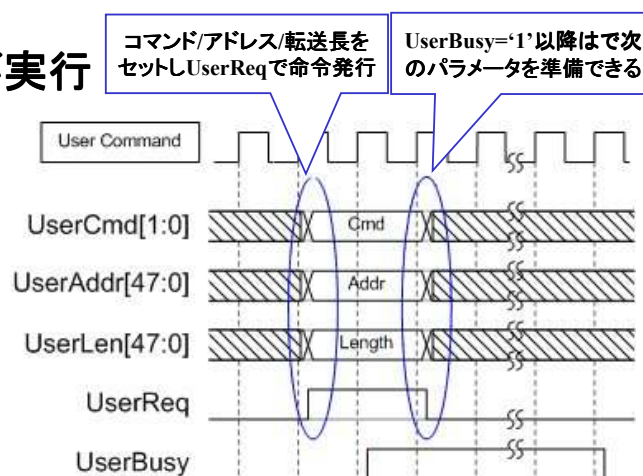 実行
コマンド/アドレス/転送長を
セットしUserReqで命令発行
UserBusy=‘1’以降はで次
のパラメータを準備できる
User Command
UserCmd[1:0]
Cmd
UserAddr[47:0]
Addr
UserLen[47:0]
Length
UserReq
UserBusy